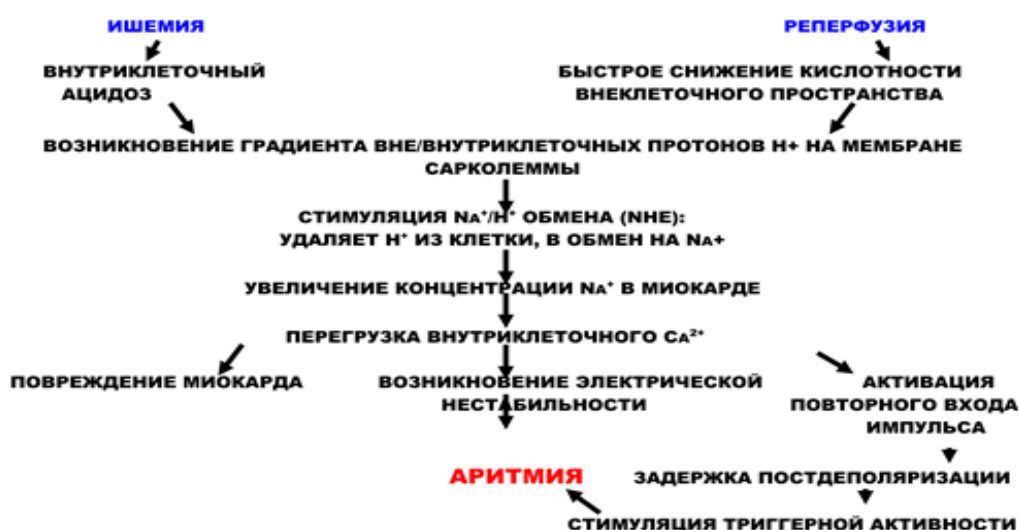 ИШЕМИЯ
РЕПЕРФУЗИЯ
ВНУТРИКЛЕТОЧНЫЙ
АЦИДОЗ
БЫСТРОЕ СНИЖЕНИЕ КИСЛОТНОСТИ
ВНЕКЛЕТОЧНОГО ПРОСТРАНСТВА
ВОЗНИКНОВЕНИЕ ГРАДИЕНТА ВНЕ/ВНУТРИКЛЕТОЧНЫХ ПРОТОНОВ Н+ НА МЕМБРАНЕ
САРКОЛЕММЫ
СТИМУЛЯЦИЯ NA⁺/H⁺ ОБМЕНА (NHE):
УДАЛЯЕТ H⁺ ИЗ КЛЕТКИ, В ОБМЕН НА NA+
УВЕЛИЧЕНИЕ КОНЦЕНТРАЦИИ NA⁺ В МИОКАРДЕ
ПЕРЕГРУЗКА ВНУТРИКЛЕТОЧНОГО CA²⁺
ПОВРЕЖДЕНИЕ МИОКАРДА
ВОЗНИКНОВЕНИЕ ЭЛЕКТРИЧЕСКОЙ
НЕСТАБИЛЬНОСТИ
АКТИВАЦИЯ
ПОВТОРНОГО ВХОДА
ИМПУЛЬСА
АРИТМИЯ
ЗАДЕРЖКА ПОСТДЕПОЛЯРИЗАЦИИ
СТИМУЛЯЦИЯ ТРИГГЕРНОЙ АКТИВНОСТИ